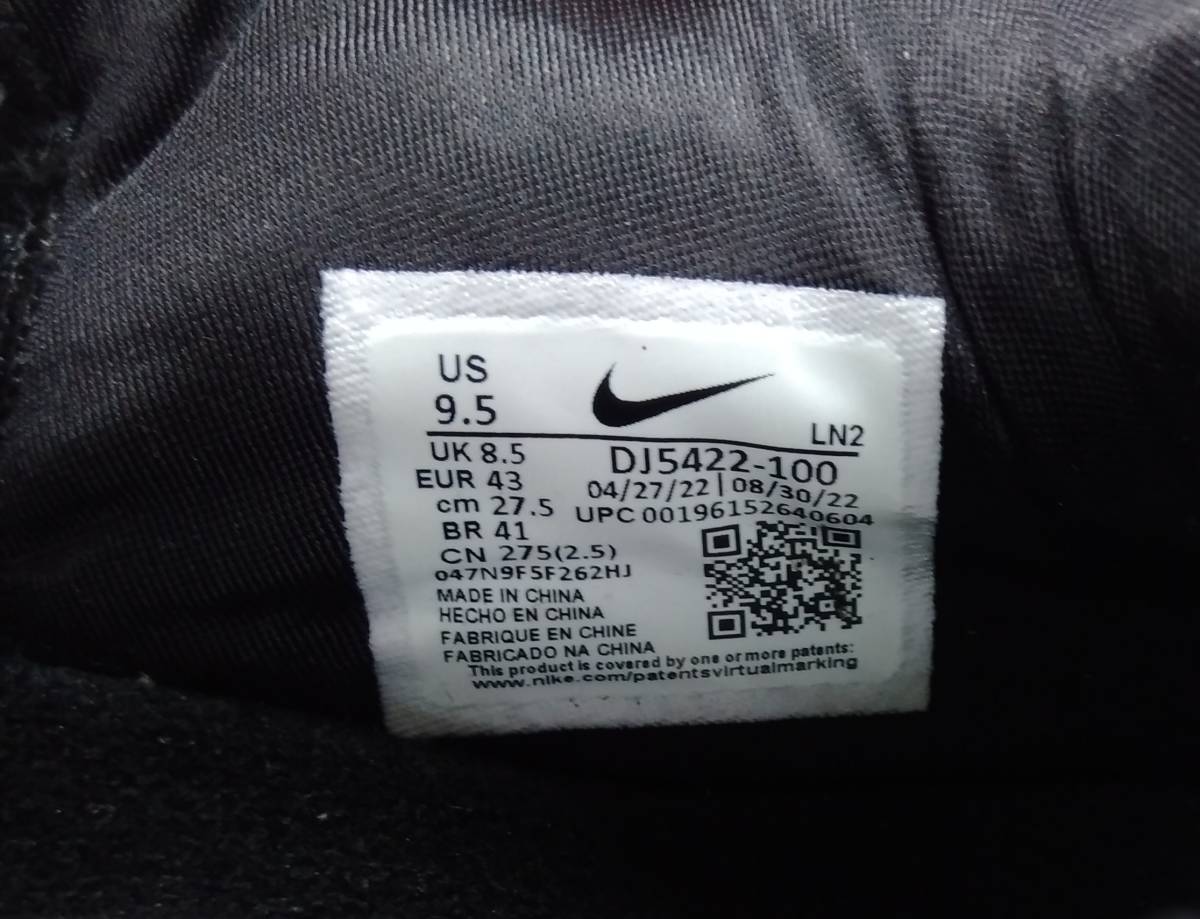 US
9.5
LN2
UK 8.5
EUR 43
cm 27.5
BR 41
CN 275(2.5)
DJ5422-100
04/27/22 | 08/30/22
UPC 00196152640604
047N9F5F262HJ
MADE IN CHINA
HECHO EN CHINA
FABRIQUE EN CHINE
FABRICADO NA CHINA
This product is covered by one or more patents:
www.nike.com/patentsvirtualmarking